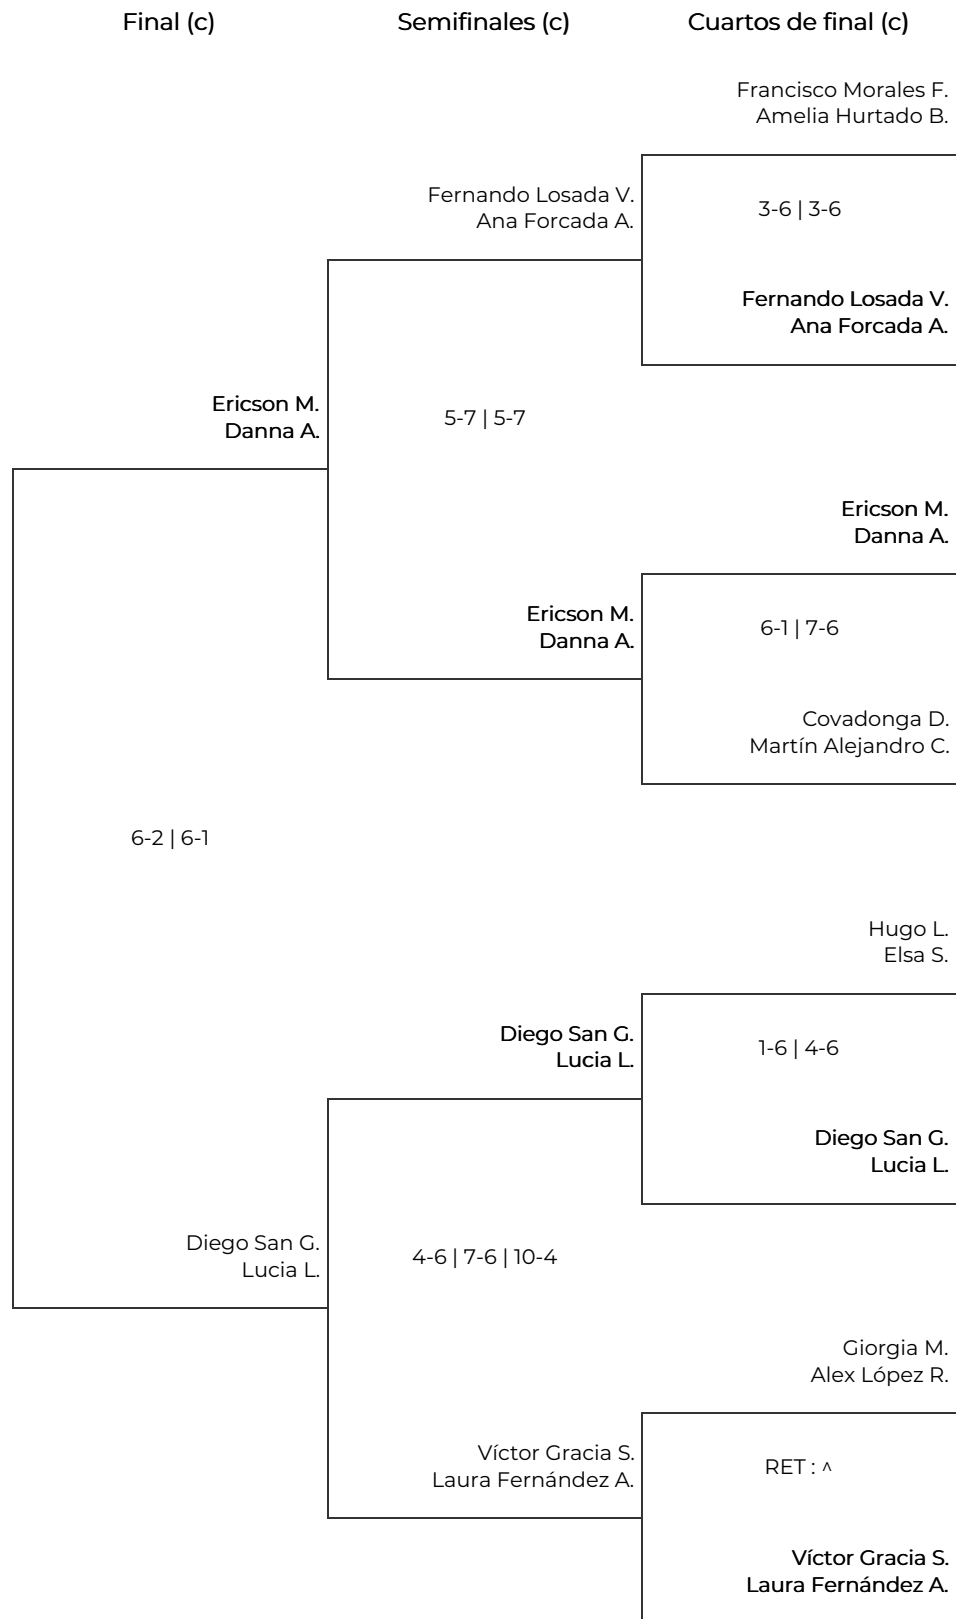 Final (c)
Semifinales (c)
Cuartos de final (c)
Francisco Morales F.
Amelia Hurtado B.
Fernando Losada V.
Ana Forcada A.
3-6 | 3-6
Fernando Losada V.
Ana Forcada A.
Ericson M.
Danna A.
5-7 | 5-7
Ericson M.
Danna A.
Ericson M.
Danna A.
6-1 | 7-6
Covadonga D.
Martín Alejandro C.
6-2 | 6-1
Hugo L.
Elsa S.
Diego San G.
Lucia L.
1-6 | 4-6
Diego San G.
Lucia L.
Diego San G.
Lucia L.
4-6 | 7-6 | 10-4
Giorgia M.
Alex López R.
Víctor Gracia S.
Laura Fernández A.
RET : ^
Víctor Gracia S.
Laura Fernández A.